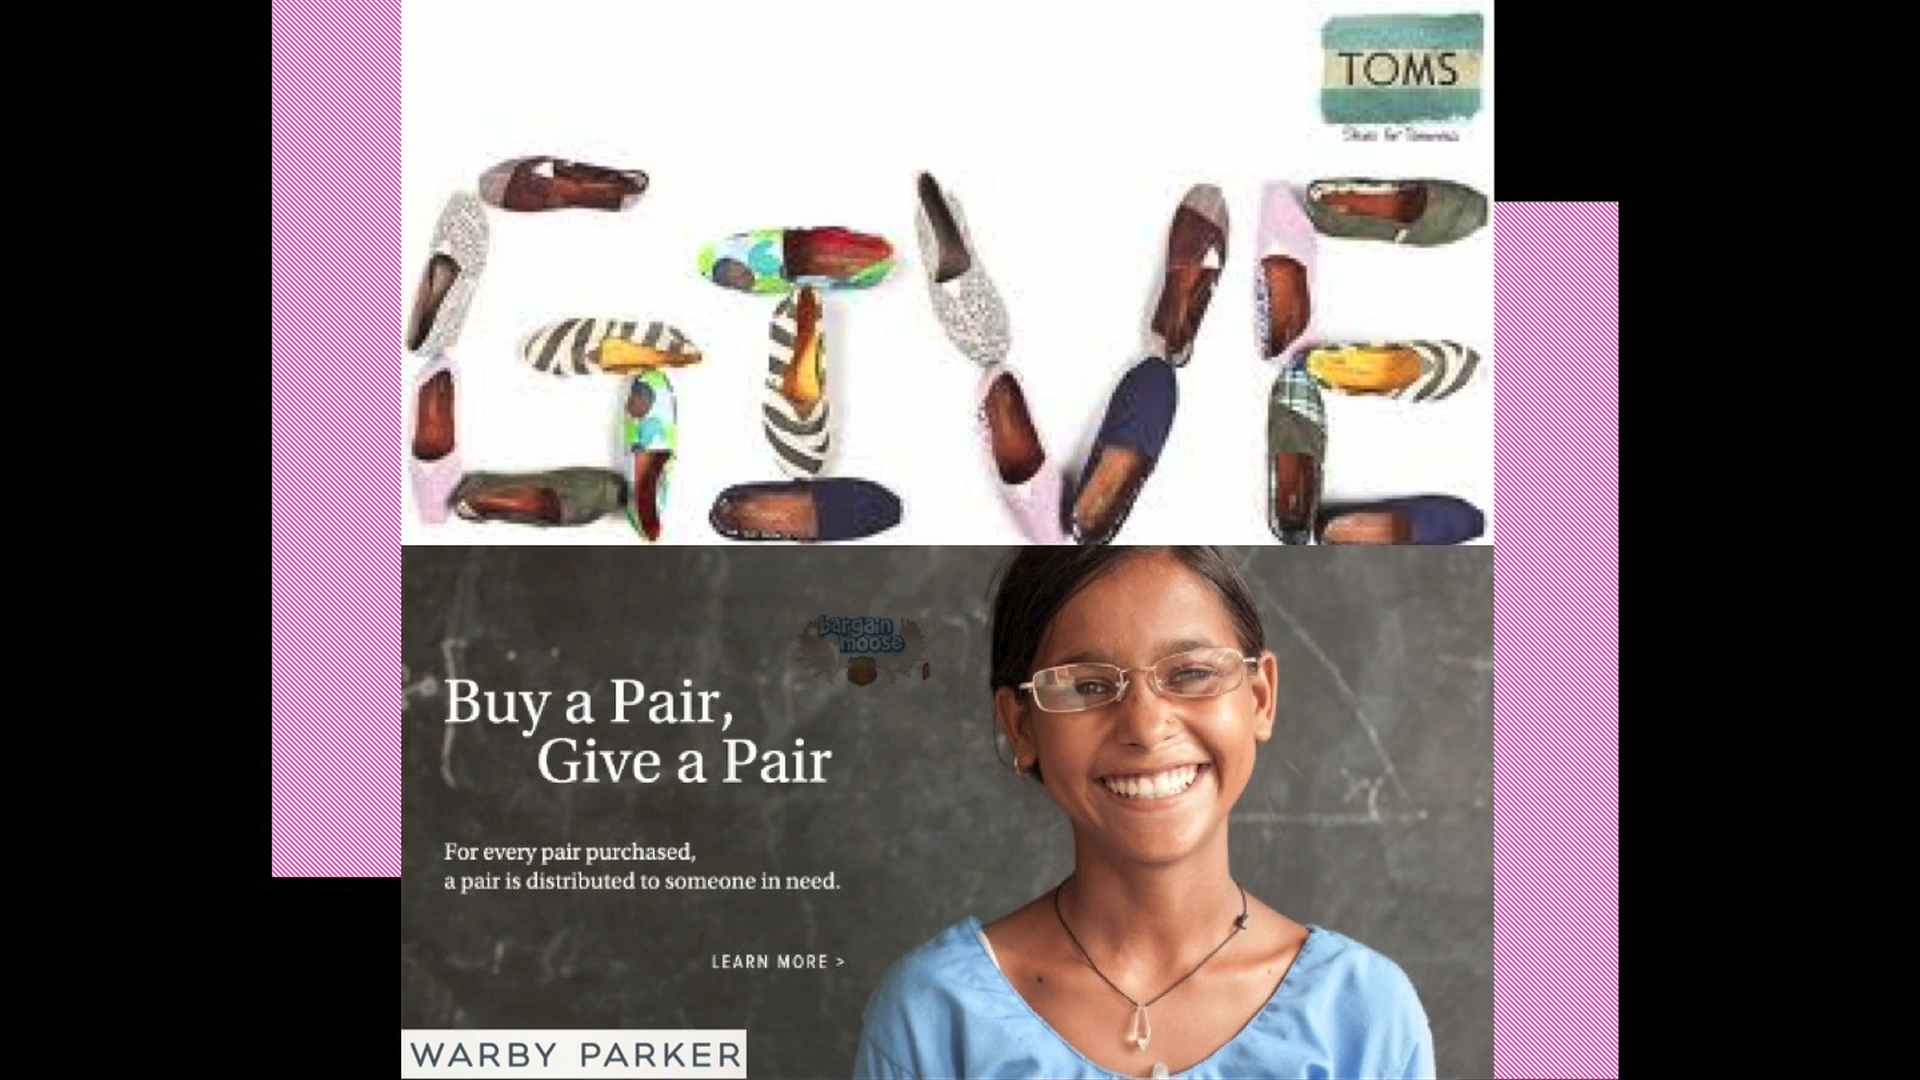 TOMS
GIVE
bargain
moose
Buy a Pair,
Give a Pair
For every pair purchased,
a pair is distributed to someone in need.
LEARN MORE >
WARBY PARKER